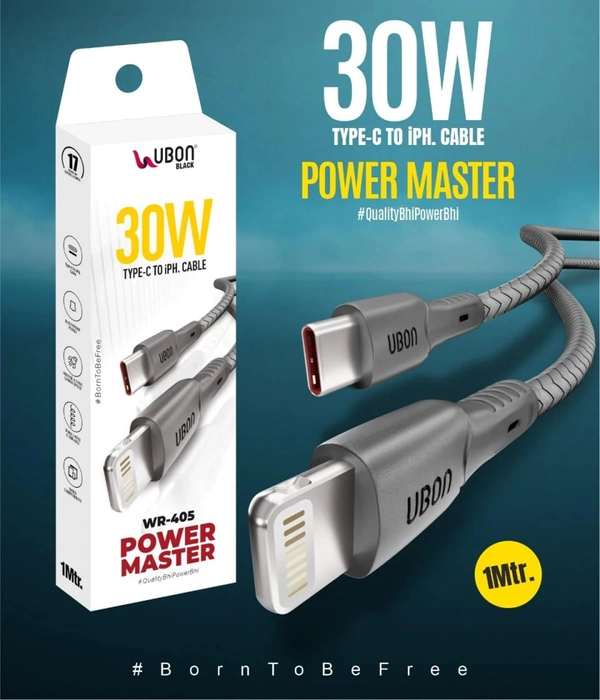 30W
TYPE-C TO iPH. CABLE
POWER MASTER
#QualityBhiPowerBhi
17
UBON®
BLACK
30W
TYPE-C TO iPH. CABLE
#BornToBeFree
UBON
UBON
WR-405
POWER
MASTER
#QualityBhiPowerBhi
1Mtr.
UBON
UBON
1Mtr.
#BornToBeFree